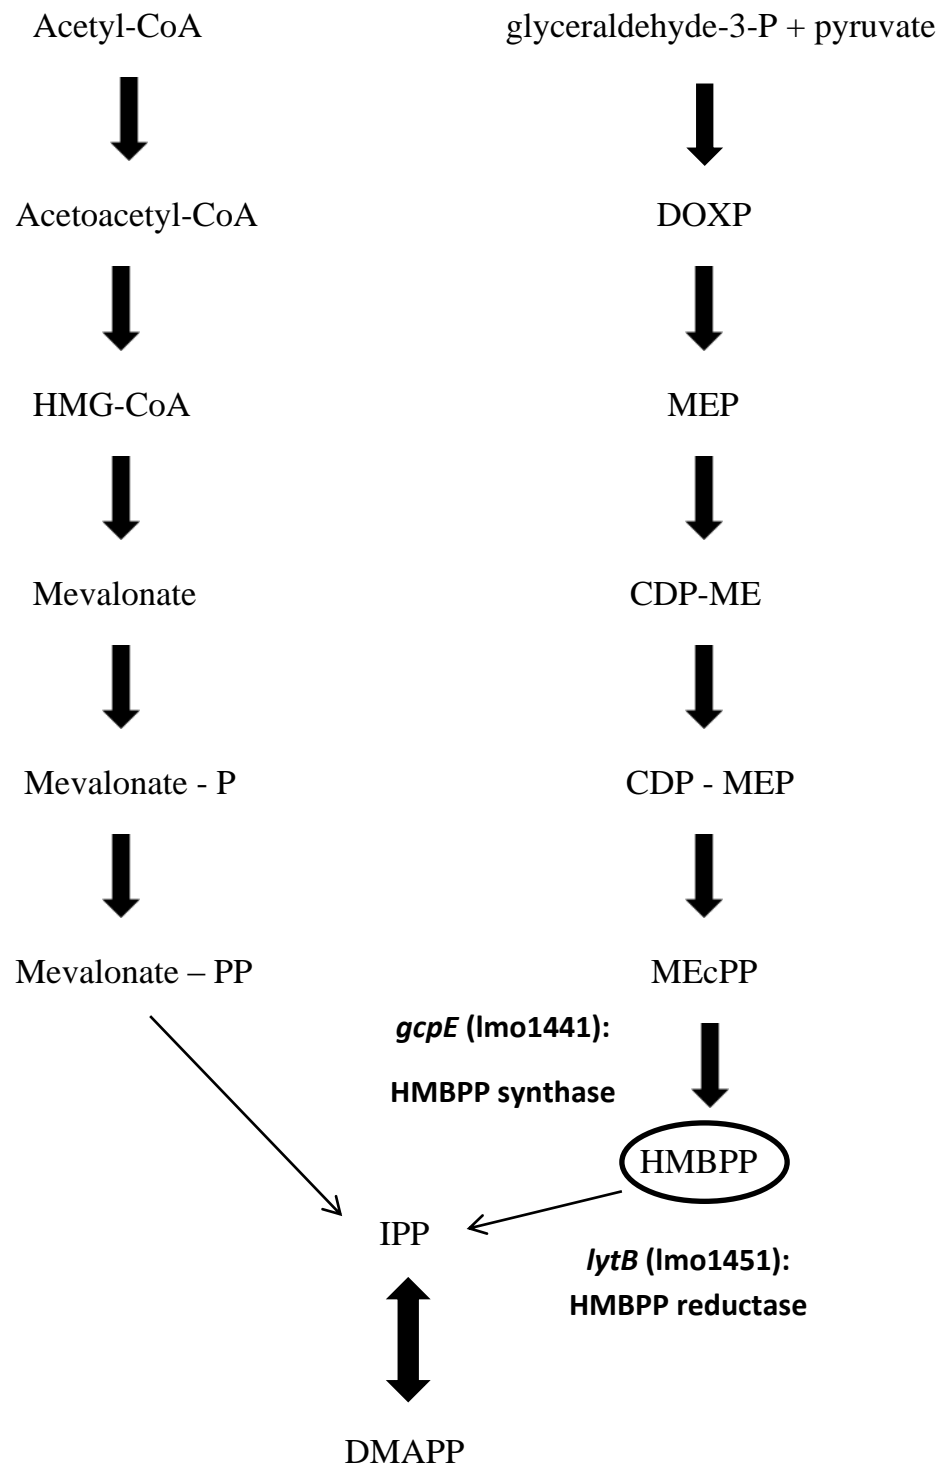 Acetyl-CoA
glyceraldehyde-3-P + pyruvate
Acetoacetyl-CoA
DOXP
HMG-CoA
MEP
Mevalonate
CDP-ME
Mevalonate - P
CDP - MEP
Mevalonate – PP
MEcPP
gcpE (lmo1441):
HMBPP synthase
HMBPP
IPP
lytB (lmo1451):
HMBPP reductase
DMAPP